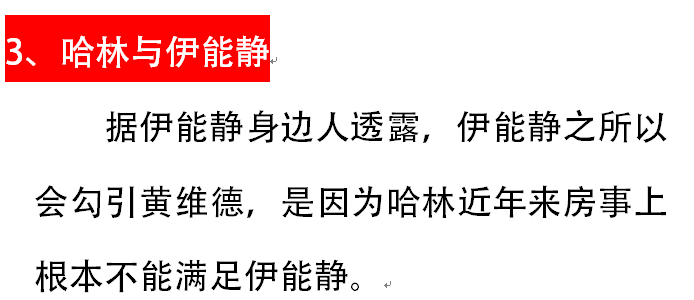 3、哈林与伊能静
据伊能静身边人透露，伊能静之所以
会勾引黄维德，是因为哈林近年来房事上
根本不能满足伊能静。